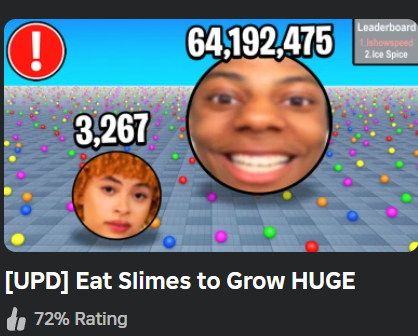 !
64,192,475
Leaderboard
1.Ishowspeed
2.Ice Spice
3,267
[UPD] Eat Slimes to Grow HUGE
72% Rating